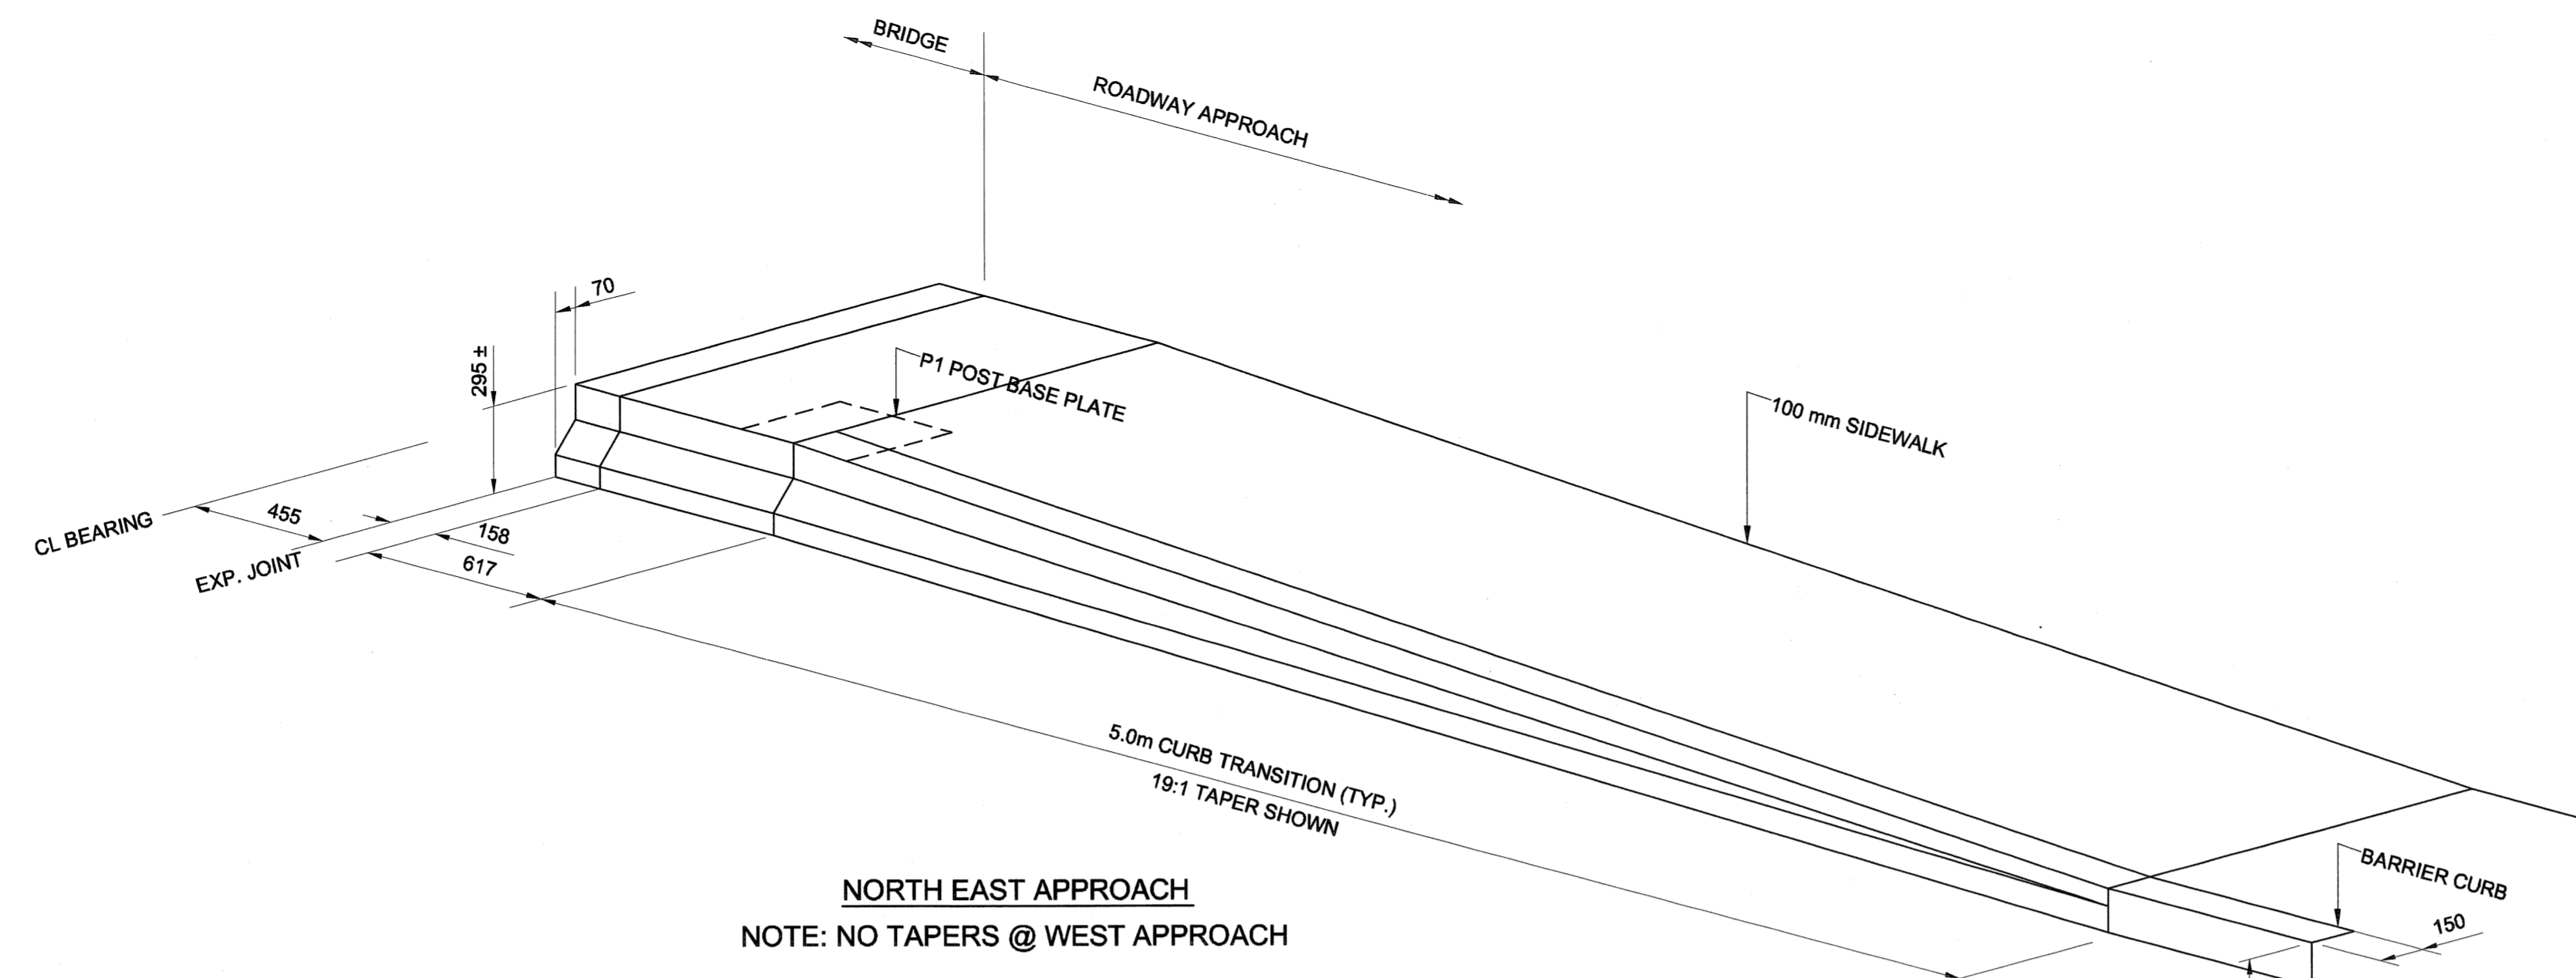 BRIDGE
ROADWAY APPROACH
70
295 ±
P1 POST BASE PLATE
100 mm SIDEWALK
CL BEARING
455
EXP. JOINT
158
617
5.0m CURB TRANSITION (TYP.)
19:1 TAPER SHOWN
BARRIER CURB
150
NORTH EAST APPROACH
NOTE: NO TAPERS @ WEST APPROACH